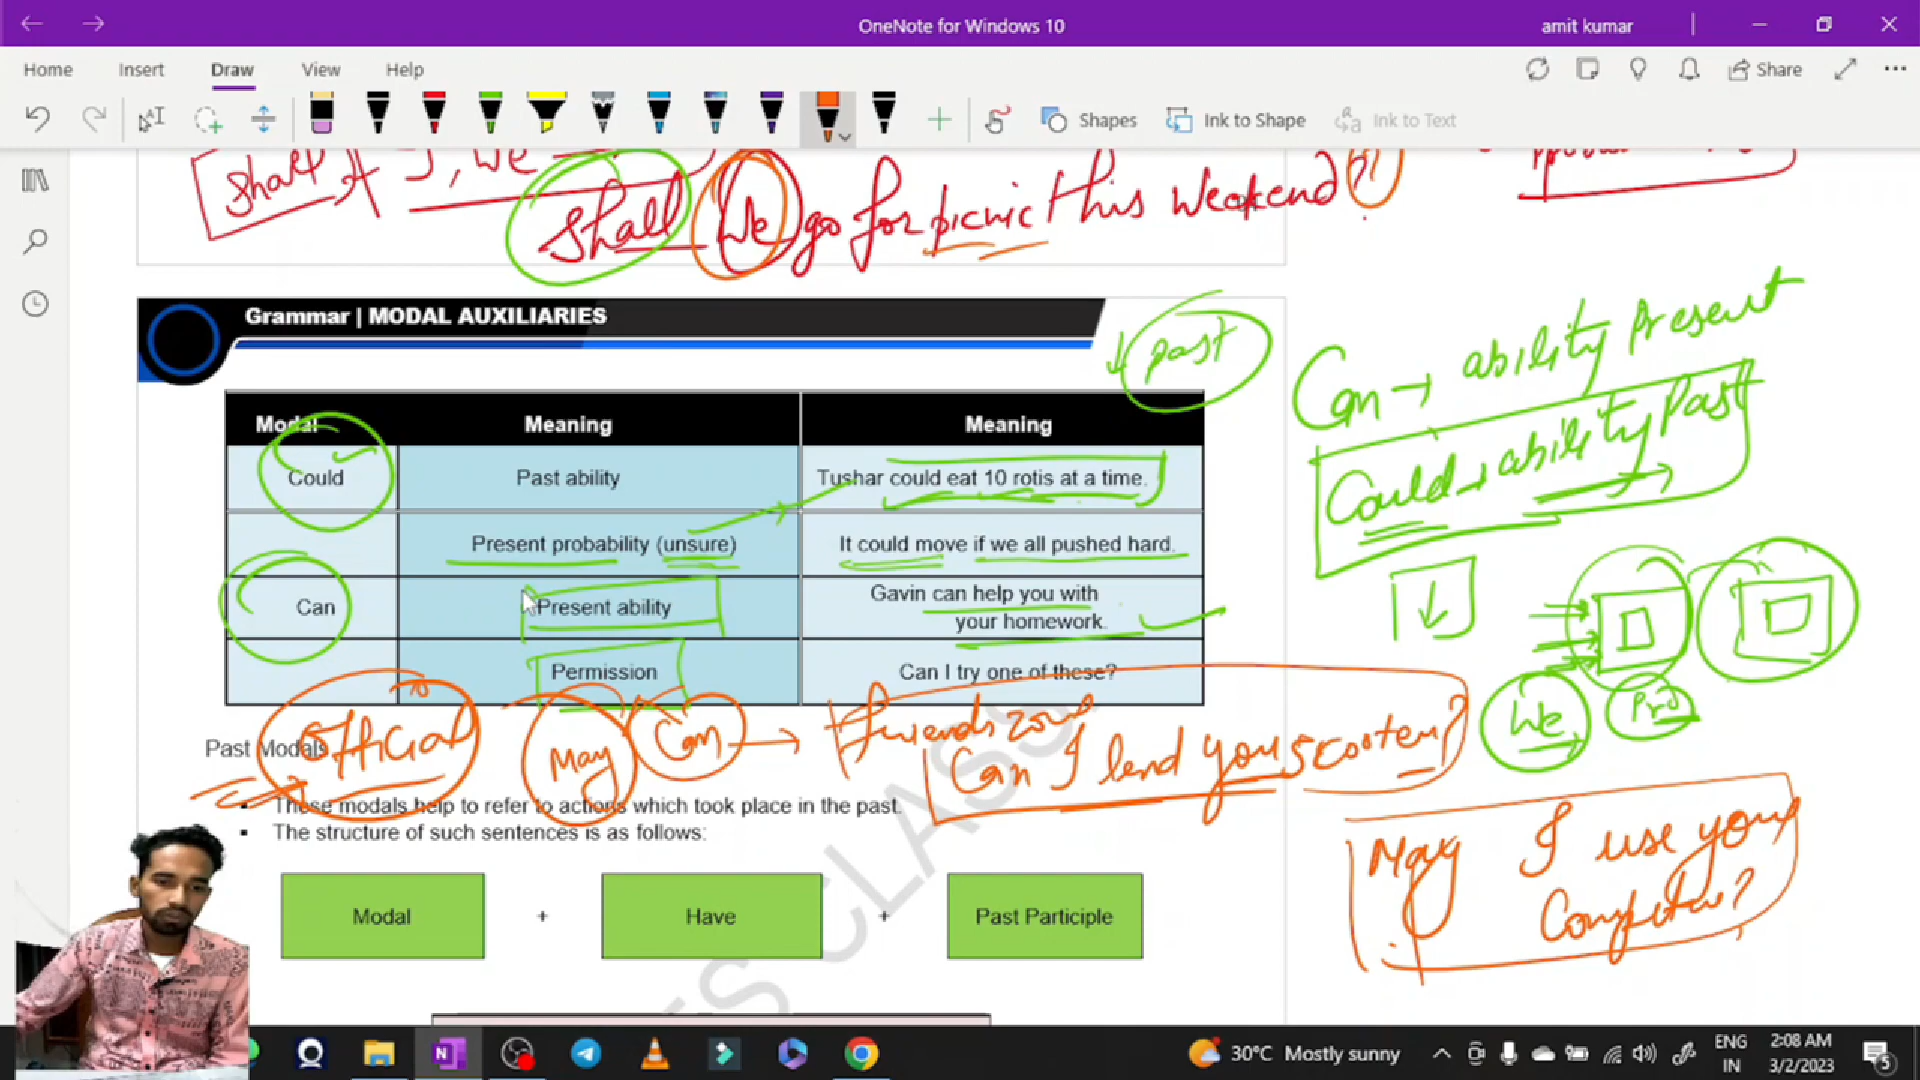 OneNote for Windows 10
amit kumar
Home Insert Draw View Help
Share
Shapes Ink to Shape Ink to Text
Shall I, we
Shall We go for picnic this weekend?
Grammar | MODAL AUXILIARIES
past
Can → ability Present
Could → ability Past
Modal Meaning Meaning
Could Past ability Tushar could eat 10 rotis at a time.
Present probability (unsure) It could move if we all pushed hard.
Can Present ability Gavin can help you with
your homework.
Permission Can I try one of these?
We
official May Can → friends zone
Can I lend your scooter?
Past Modals
May I use your
Computer?
These modals help to refer to actions which took place in the past.
The structure of such sentences is as follows:
Modal + Have + Past Participle
30°C Mostly sunny
ENG
IN
2:08 AM
3/2/2023
5